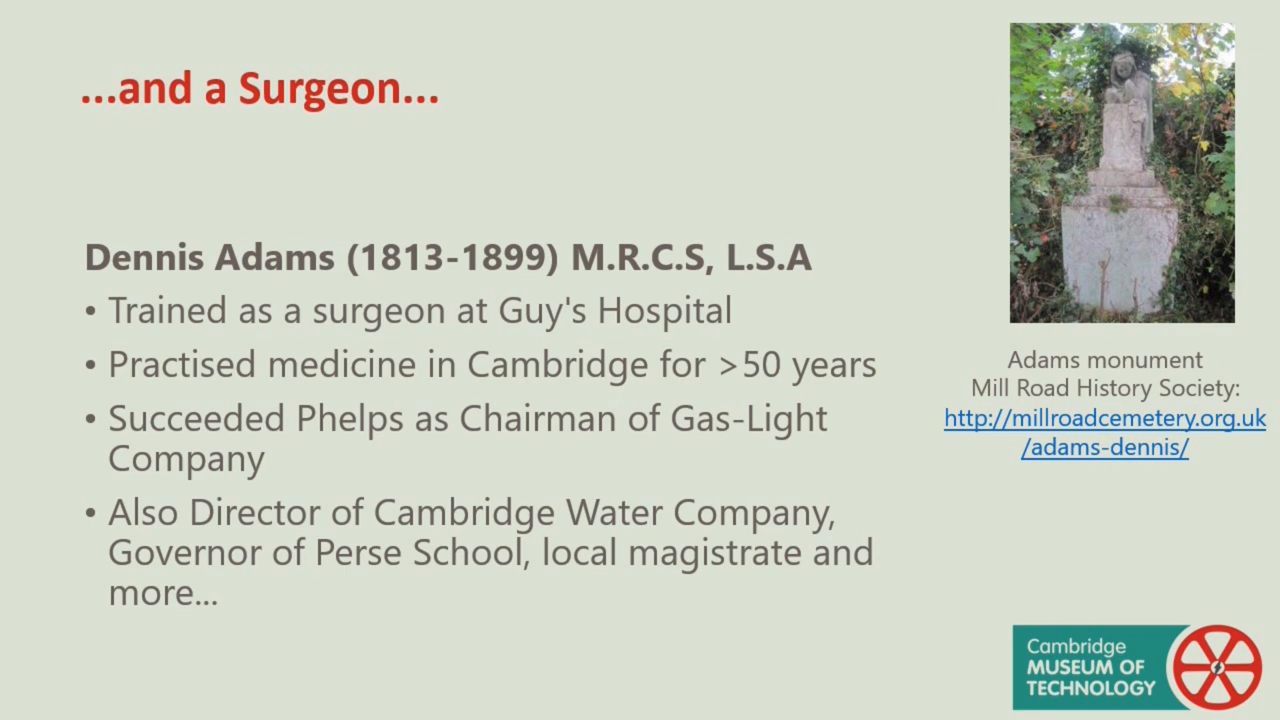 ...and a Surgeon...
Dennis Adams (1813-1899) M.R.C.S, L.S.A
• Trained as a surgeon at Guy's Hospital
• Practised medicine in Cambridge for >50 years
• Succeeded Phelps as Chairman of Gas-Light
Company
• Also Director of Cambridge Water Company,
Governor of Perse School, local magistrate and
more...
Adams monument
Mill Road History Society:
http://millroadcemetery.org.uk
/adams-dennis/
Cambridge
MUSEUM OF
TECHNOLOGY